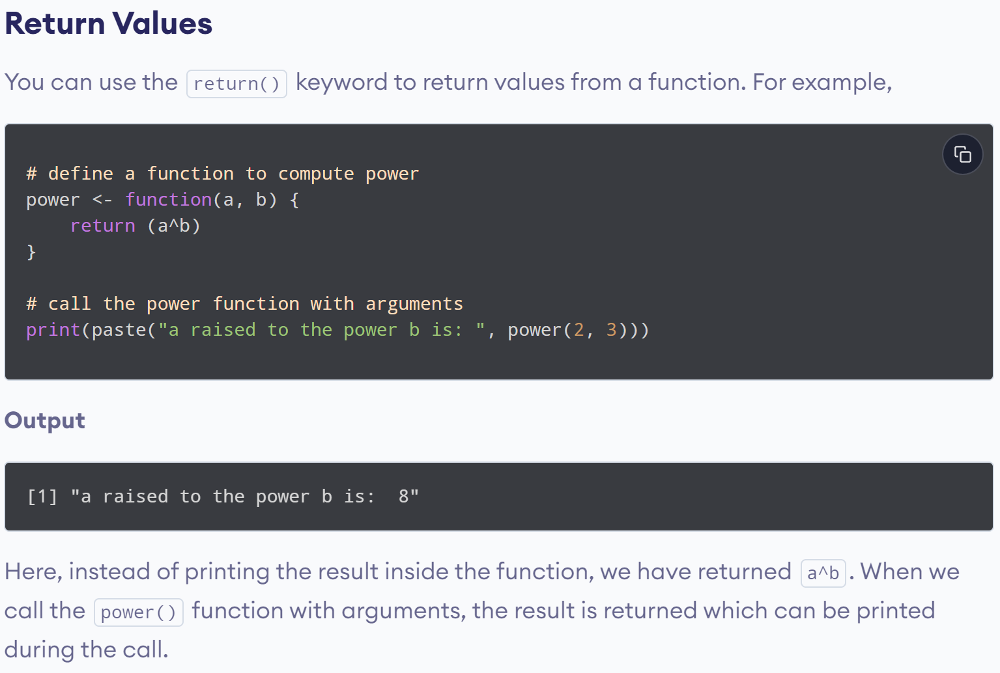 Return Values
You can use the return() keyword to return values from a function. For example,
# define a function to compute power
power <- function(a, b) {
    return (a^b)
}
# call the power function with arguments
print(paste("a raised to the power b is: ", power(2, 3)))
Output
[1] "a raised to the power b is:  8"
Here, instead of printing the result inside the function, we have returned a^b. When we
call the power() function with arguments, the result is returned which can be printed
during the call.